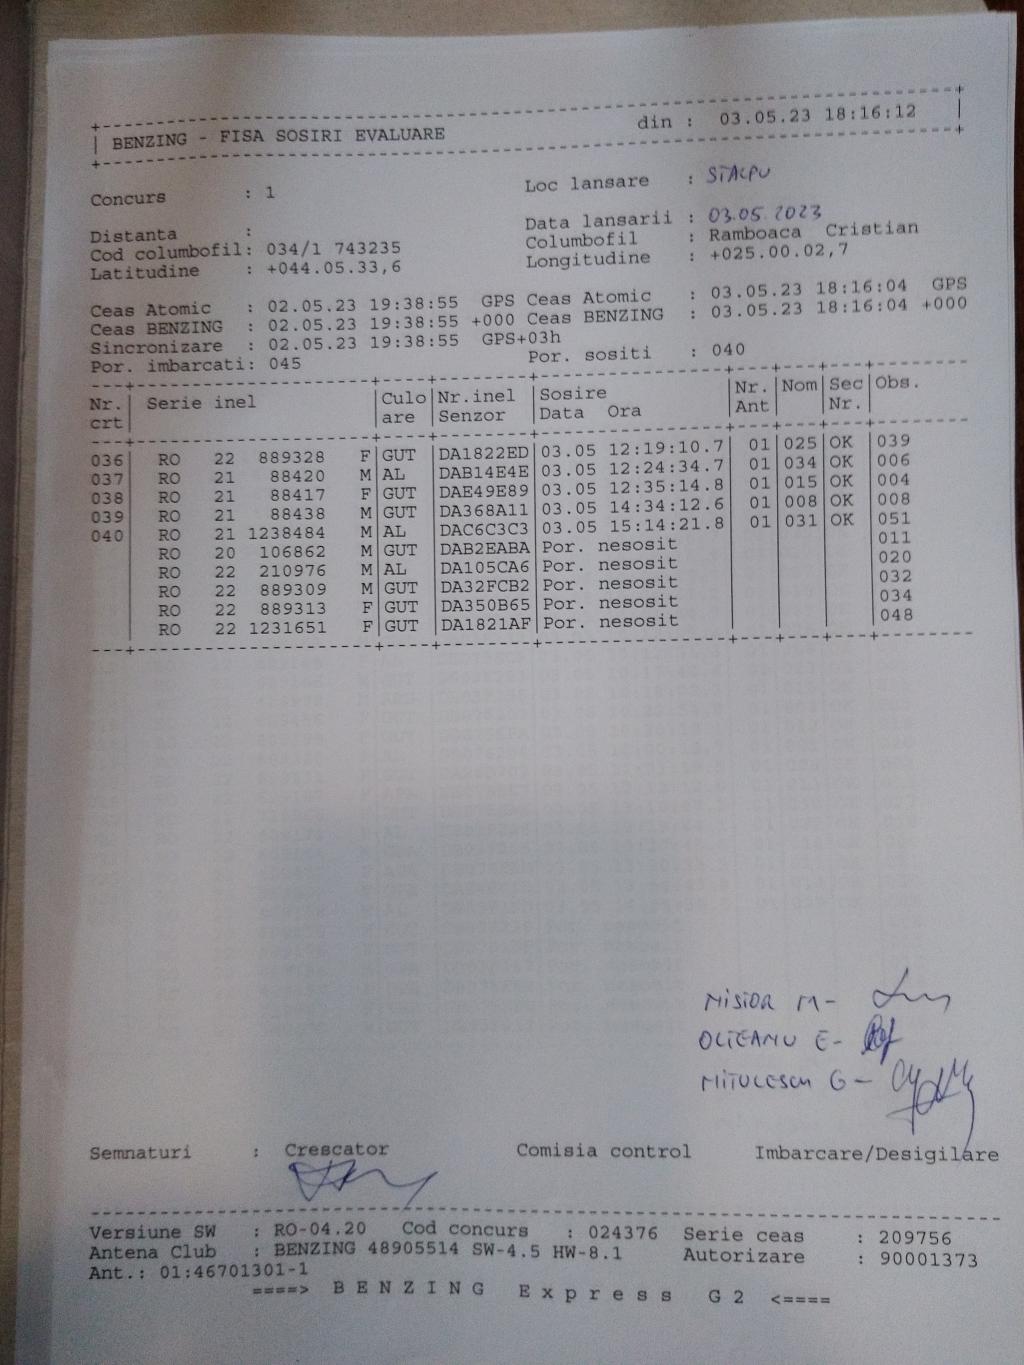 BENZING - FISA SOSIRI EVALUARE din : 03.05.23 18:16:12
Concurs : 1 Loc lansare : STALPU
Distanta : Data lansarii : 03.05.2023
Cod columbofil: 034/1 743235 Columbofil : Ramboaca Cristian
Latitudine : +044.05.33,6 Longitudine : +025.00.02,7
Ceas Atomic : 02.05.23 19:38:55 GPS Ceas Atomic : 03.05.23 18:16:04 GPS
Ceas BENZING : 02.05.23 19:38:55 +000 Ceas BENZING : 03.05.23 18:16:04 +000
Sincronizare : 02.05.23 19:38:55 GPS+03h
Por. imbarcati: 045 Por. sositi : 040
Nr. Serie inel Culo Nr.inel Sosire Nr. Nom Sec Obs.
crt are Senzor Data Ora Ant Nr.
036 RO 22 889328 F GUT DA1822ED 03.05 12:19:10.7 01 025 OK 039
037 RO 21 88420 M AL DAB14E4E 03.05 12:24:34.7 01 034 OK 006
038 RO 21 88417 F GUT DAE49E89 03.05 12:35:14.8 01 015 OK 004
039 RO 21 88438 M GUT DA368A11 03.05 14:34:12.6 01 008 OK 008
040 RO 21 1238484 M AL DAC6C3C3 03.05 15:14:21.8 01 031 OK 051
RO 20 106862 M GUT DAB2EABA Por. nesosit 011
RO 22 210976 M AL DA105CA6 Por. nesosit 020
RO 22 889309 M GUT DA32FCB2 Por. nesosit 032
RO 22 889313 F GUT DA350B65 Por. nesosit 034
RO 22 1231651 F GUT DA1821AF Por. nesosit 048
MISTOR M -
OLTEANU E -
MITULESCU G -
Semnaturi : Crescator Comisia control Imbarcare/Desigilare
Versiune SW : RO-04.20 Cod concurs : 024376 Serie ceas : 209756
Antena Club : BENZING 48905514 SW-4.5 HW-8.1 Autorizare : 90001373
Ant.: 01:46701301-1
====> B E N Z I N G E x p r e s s G 2 <====